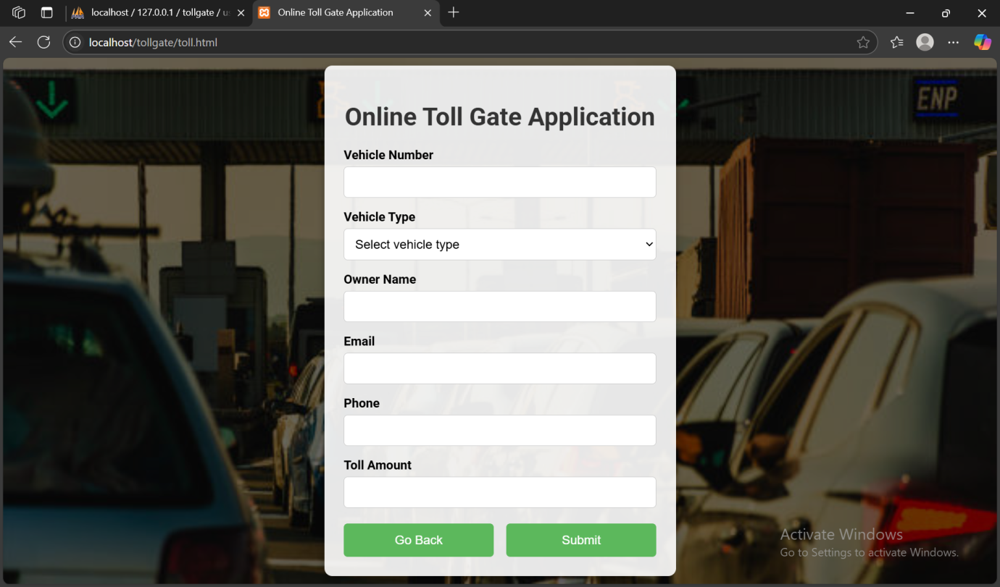 localhost / 127.0.0.1 / tollgate / us
Online Toll Gate Application
localhost/tollgate/toll.html
ENP
Online Toll Gate Application
Vehicle Number
Vehicle Type
Select vehicle type
Owner Name
Email
Phone
Toll Amount
Go Back
Submit
Activate Windows
Go to Settings to activate Windows.